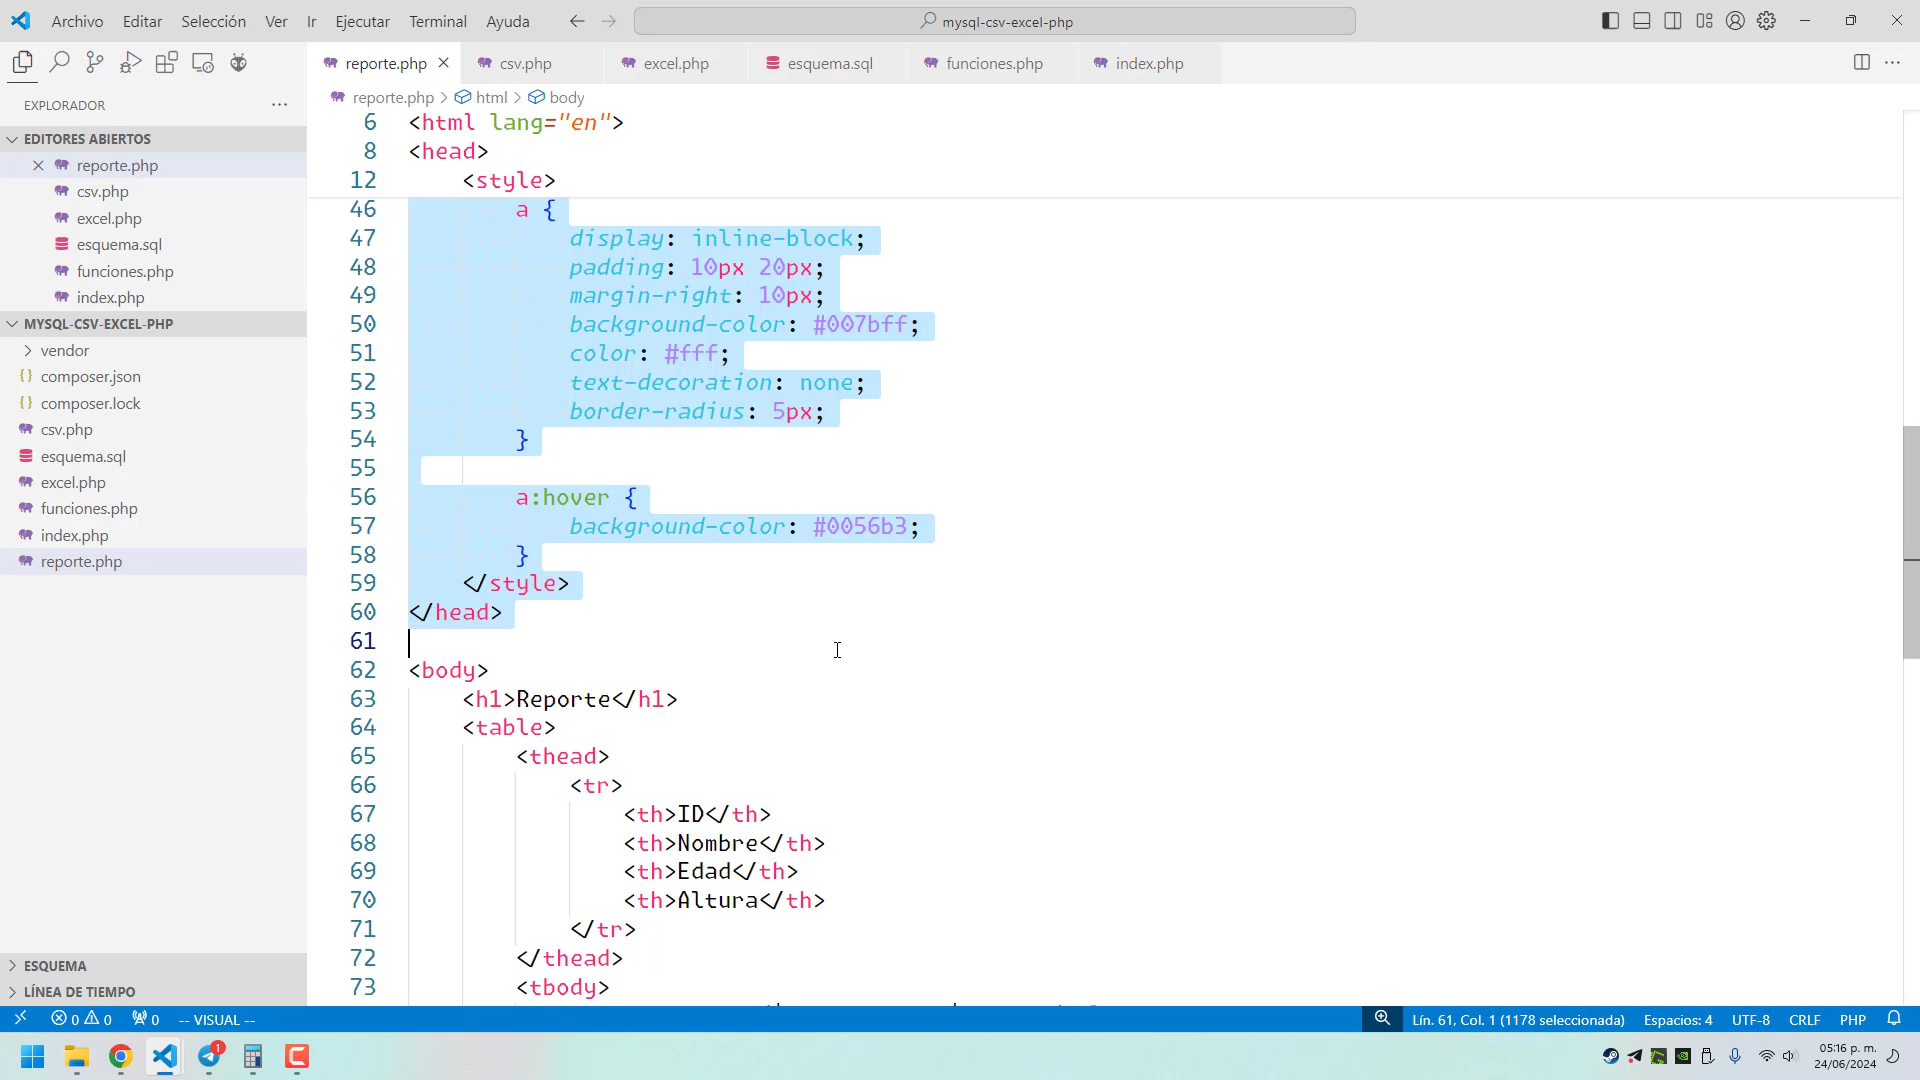 Archivo Editar Selección Ver Ir Ejecutar Terminal Ayuda mysql-csv-excel-php
reporte.php csv.php excel.php esquema.sql funciones.php index.php
EXPLORADOR
reporte.php > html > body
EDITORES ABIERTOS
reporte.php
csv.php
excel.php
esquema.sql
funciones.php
index.php
MYSQL-CSV-EXCEL-PHP
vendor
composer.json
composer.lock
csv.php
esquema.sql
excel.php
funciones.php
index.php
reporte.php
ESQUEMA
LÍNEA DE TIEMPO
6 <html lang="en">
8 <head>
12 <style>
46 a {
47 display: inline-block;
48 padding: 10px 20px;
49 margin-right: 10px;
50 background-color: #007bff;
51 color: #fff;
52 text-decoration: none;
53 border-radius: 5px;
54 }
55
56 a:hover {
57 background-color: #0056b3;
58 }
59 </style>
60 </head>
61
62 <body>
63 <h1>Reporte</h1>
64 <table>
65 <thead>
66 <tr>
67 <th>ID</th>
68 <th>Nombre</th>
69 <th>Edad</th>
70 <th>Altura</th>
71 </tr>
72 </thead>
73 <tbody>
0 0 0 -- VISUAL -- Lín. 61, Col. 1 (1178 seleccionada) Espacios: 4 UTF-8 CRLF PHP
1
05:16 p. m.
24/06/2024